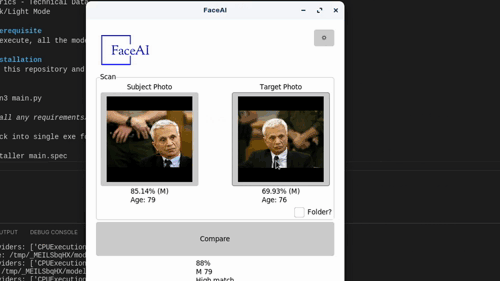 rics - Technical Dat
k/Light Mode
erequisite
execute, all the mod
stallation
this repository and
n3 main.py
all any requirements
ck into single exe f
taller main.spec
UTPUT DEBUG CONSOLE
viders: ['CPUExecution
e: /tmp/_MEILSbqHX/model
viders: ['CPUExecution
/tmp/_MEILSbqHX/mode
viders: ['CPUExecution
FaceAI
FaceAI
Scan
Subject Photo
Target Photo
85.14% (M)
Age: 79
69.93% (M)
Age: 76
Folder?
Compare
88%
M 79
High match